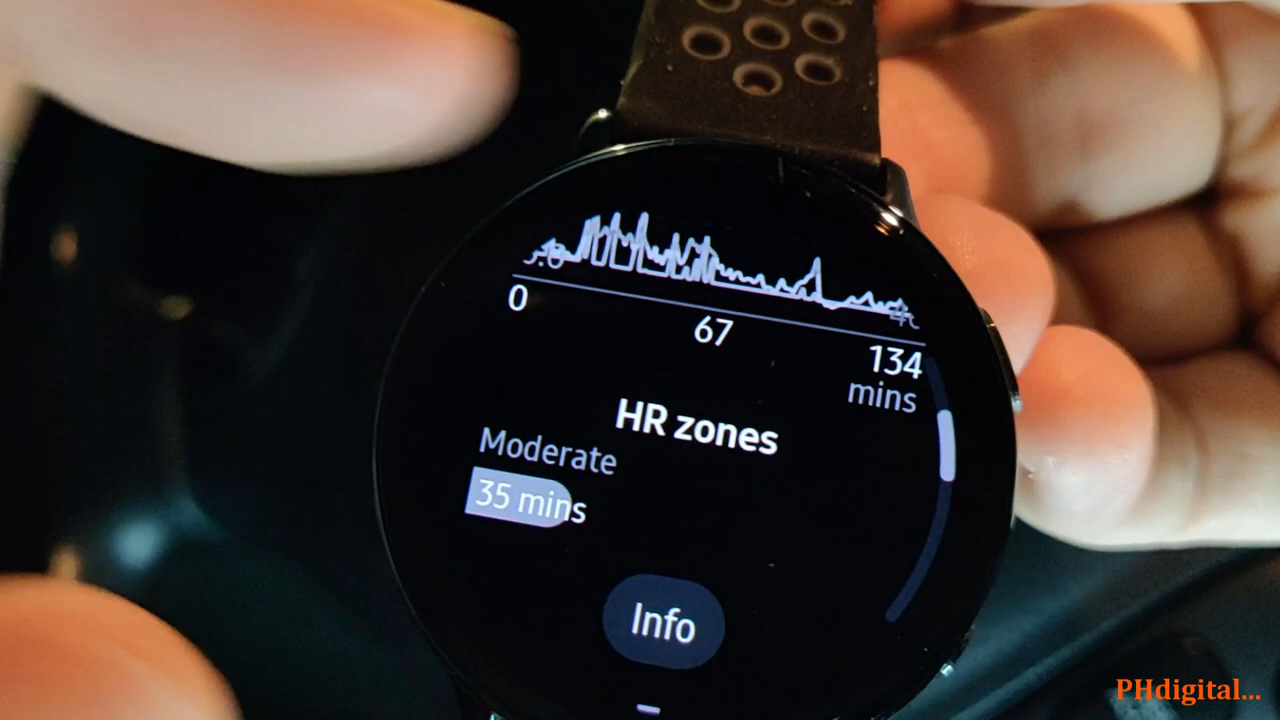 0
67
134
mins
HR zones
Moderate
35 mins
Info
PHdigital...